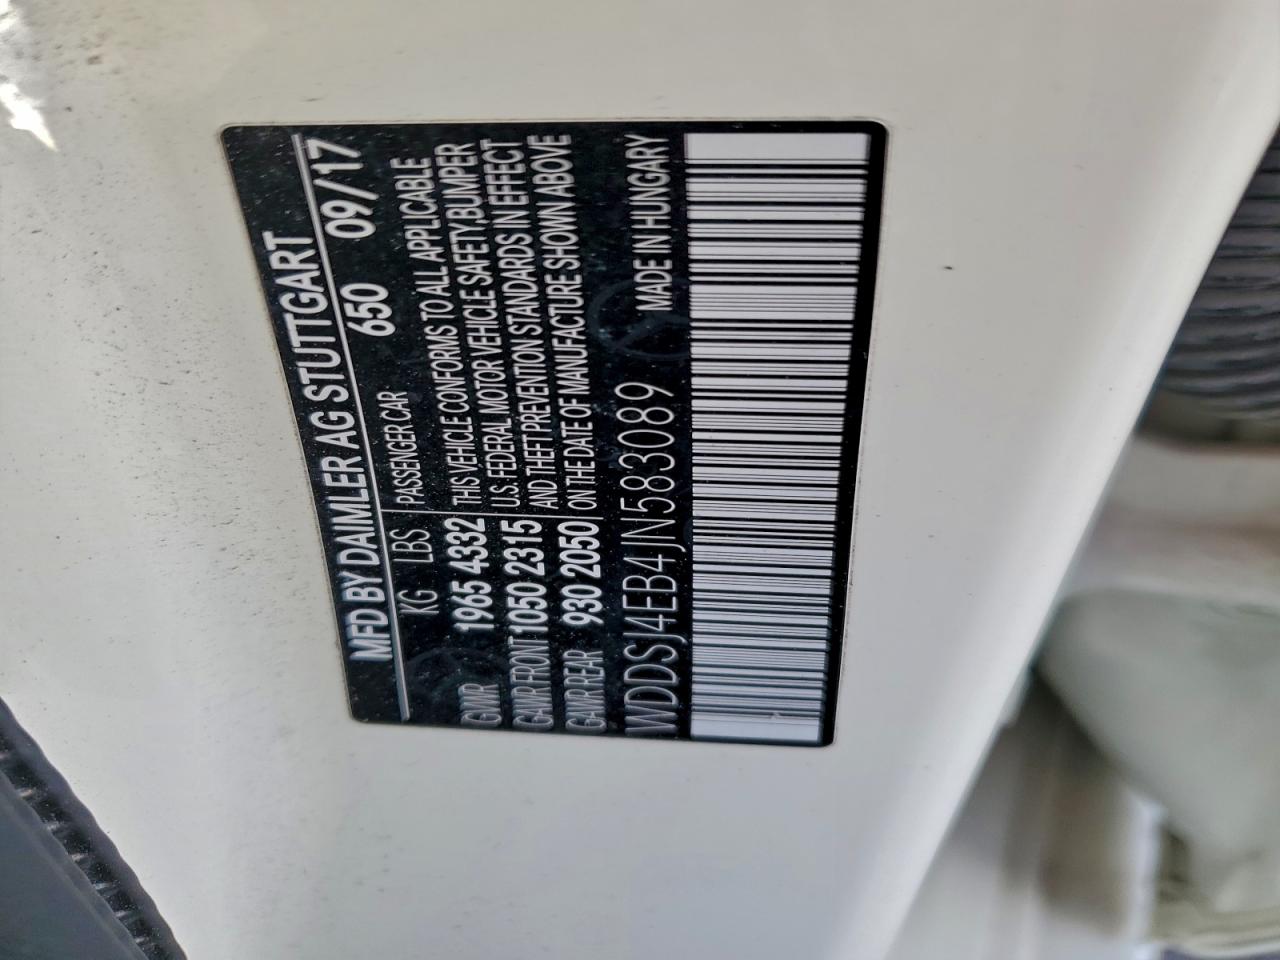 MFD BY DAIMLER AG STUTTGART
650 09/17
KG LBS PASSENGER CAR
GVWR 1965 4332
GAWR FRONT 1050 2315
GAWR REAR 930 2050
THIS VEHICLE CONFORMS TO ALL APPLICABLE
U.S. FEDERAL MOTOR VEHICLE SAFETY, BUMPER
AND THEFT PREVENTION STANDARDS IN EFFECT
ON THE DATE OF MANUFACTURE SHOWN ABOVE
WDDSJ4EB4JN583089 MADE IN HUNGARY